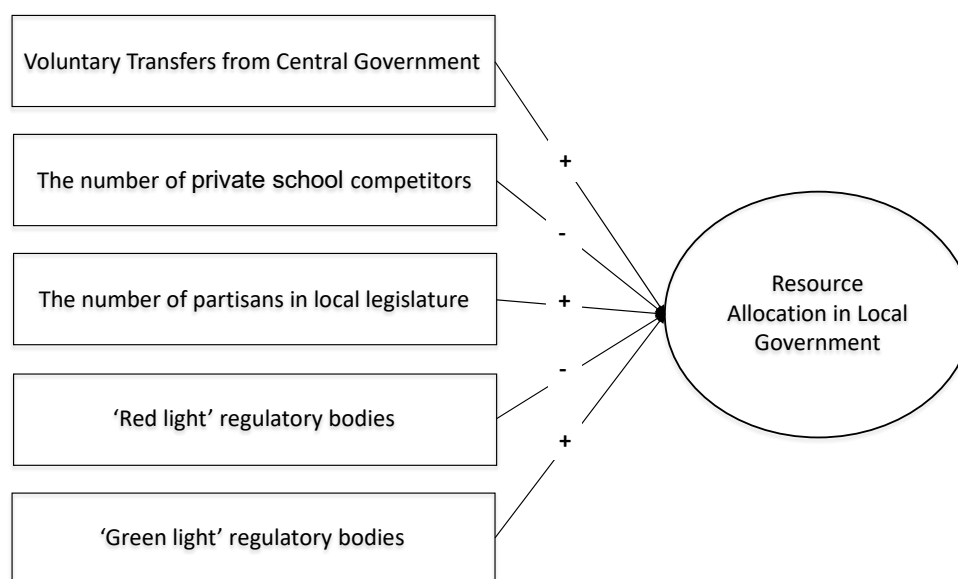 Voluntary Transfers from Central Government
+
The number of private school competitors
-
The number of partisans in local legislature
+
Resource
Allocation in Local
Government
-
‘Red light’ regulatory bodies
+
‘Green light’ regulatory bodies